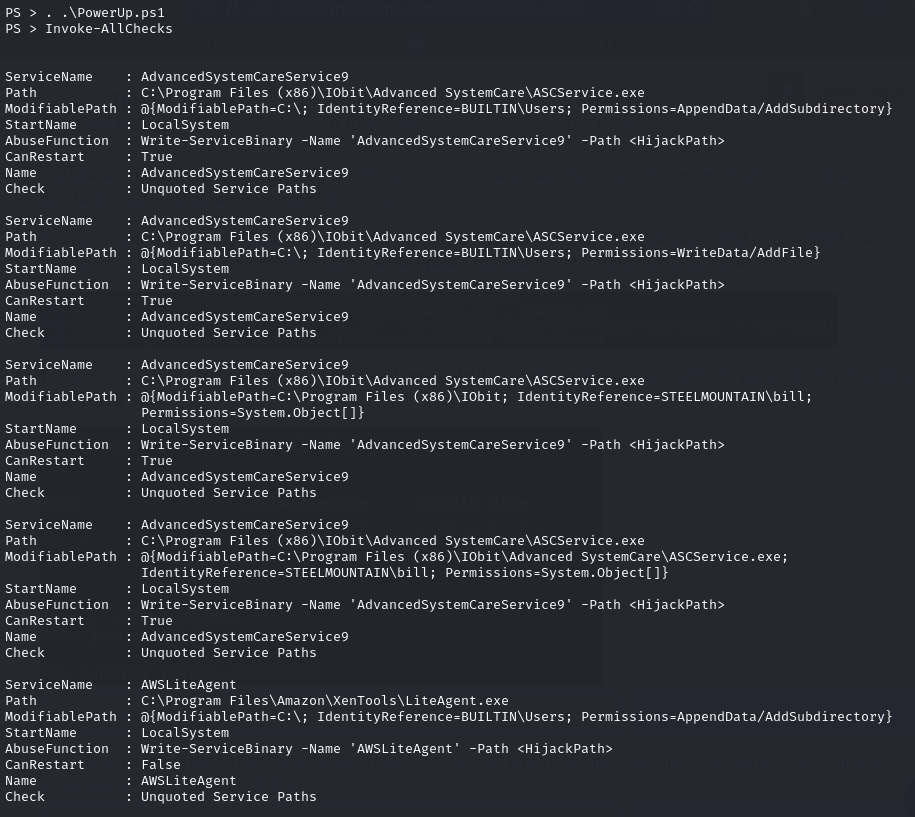 PS > . .\PowerUp.ps1
PS > Invoke-AllChecks
ServiceName    : AdvancedSystemCareService9
Path           : C:\Program Files (x86)\IObit\Advanced SystemCare\ASCService.exe
ModifiablePath : @{ModifiablePath=C:\; IdentityReference=BUILTIN\Users; Permissions=AppendData/AddSubdirectory}
StartName      : LocalSystem
AbuseFunction  : Write-ServiceBinary -Name 'AdvancedSystemCareService9' -Path <HijackPath>
CanRestart     : True
Name           : AdvancedSystemCareService9
Check          : Unquoted Service Paths
ServiceName    : AdvancedSystemCareService9
Path           : C:\Program Files (x86)\IObit\Advanced SystemCare\ASCService.exe
ModifiablePath : @{ModifiablePath=C:\; IdentityReference=BUILTIN\Users; Permissions=WriteData/AddFile}
StartName      : LocalSystem
AbuseFunction  : Write-ServiceBinary -Name 'AdvancedSystemCareService9' -Path <HijackPath>
CanRestart     : True
Name           : AdvancedSystemCareService9
Check          : Unquoted Service Paths
ServiceName    : AdvancedSystemCareService9
Path           : C:\Program Files (x86)\IObit\Advanced SystemCare\ASCService.exe
ModifiablePath : @{ModifiablePath=C:\Program Files (x86)\IObit; IdentityReference=STEELMOUNTAIN\bill;
                 Permissions=System.Object[]}
StartName      : LocalSystem
AbuseFunction  : Write-ServiceBinary -Name 'AdvancedSystemCareService9' -Path <HijackPath>
CanRestart     : True
Name           : AdvancedSystemCareService9
Check          : Unquoted Service Paths
ServiceName    : AdvancedSystemCareService9
Path           : C:\Program Files (x86)\IObit\Advanced SystemCare\ASCService.exe
ModifiablePath : @{ModifiablePath=C:\Program Files (x86)\IObit\Advanced SystemCare\ASCService.exe;
                 IdentityReference=STEELMOUNTAIN\bill; Permissions=System.Object[]}
StartName      : LocalSystem
AbuseFunction  : Write-ServiceBinary -Name 'AdvancedSystemCareService9' -Path <HijackPath>
CanRestart     : True
Name           : AdvancedSystemCareService9
Check          : Unquoted Service Paths
ServiceName    : AWSLiteAgent
Path           : C:\Program Files\Amazon\XenTools\LiteAgent.exe
ModifiablePath : @{ModifiablePath=C:\; IdentityReference=BUILTIN\Users; Permissions=AppendData/AddSubdirectory}
StartName      : LocalSystem
AbuseFunction  : Write-ServiceBinary -Name 'AWSLiteAgent' -Path <HijackPath>
CanRestart     : False
Name           : AWSLiteAgent
Check          : Unquoted Service Paths